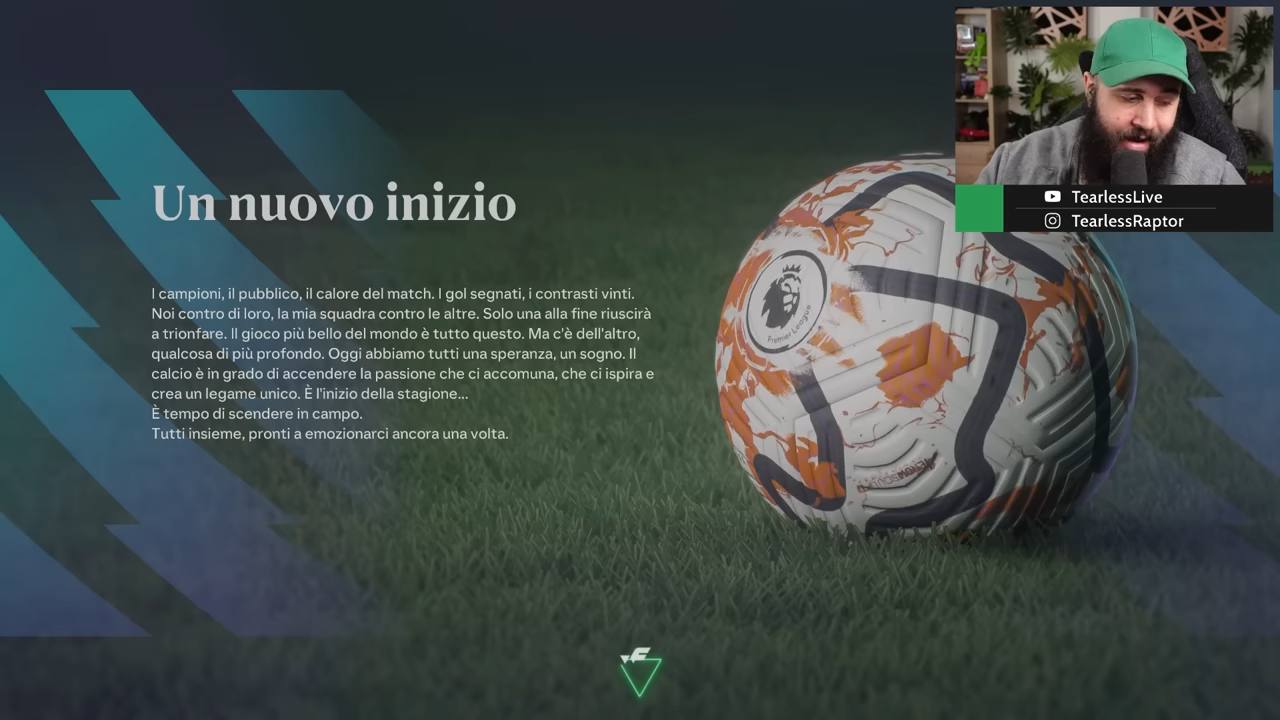 Un nuovo inizio
I campioni, il pubblico, il calore del match. I gol segnati, i contrasti vinti.
Noi contro di loro, la mia squadra contro le altre. Solo una alla fine riuscirà
a trionfare. Il gioco più bello del mondo è tutto questo. Ma c'è dell'altro,
qualcosa di più profondo. Oggi abbiamo tutti una speranza, un sogno. Il
calcio è in grado di accendere la passione che ci accomuna, che ci ispira e
crea un legame unico. È l'inizio della stagione...
È tempo di scendere in campo.
Tutti insieme, pronti a emozionarci ancora una volta.
TearlessLive
TearlessRaptor
Premier League